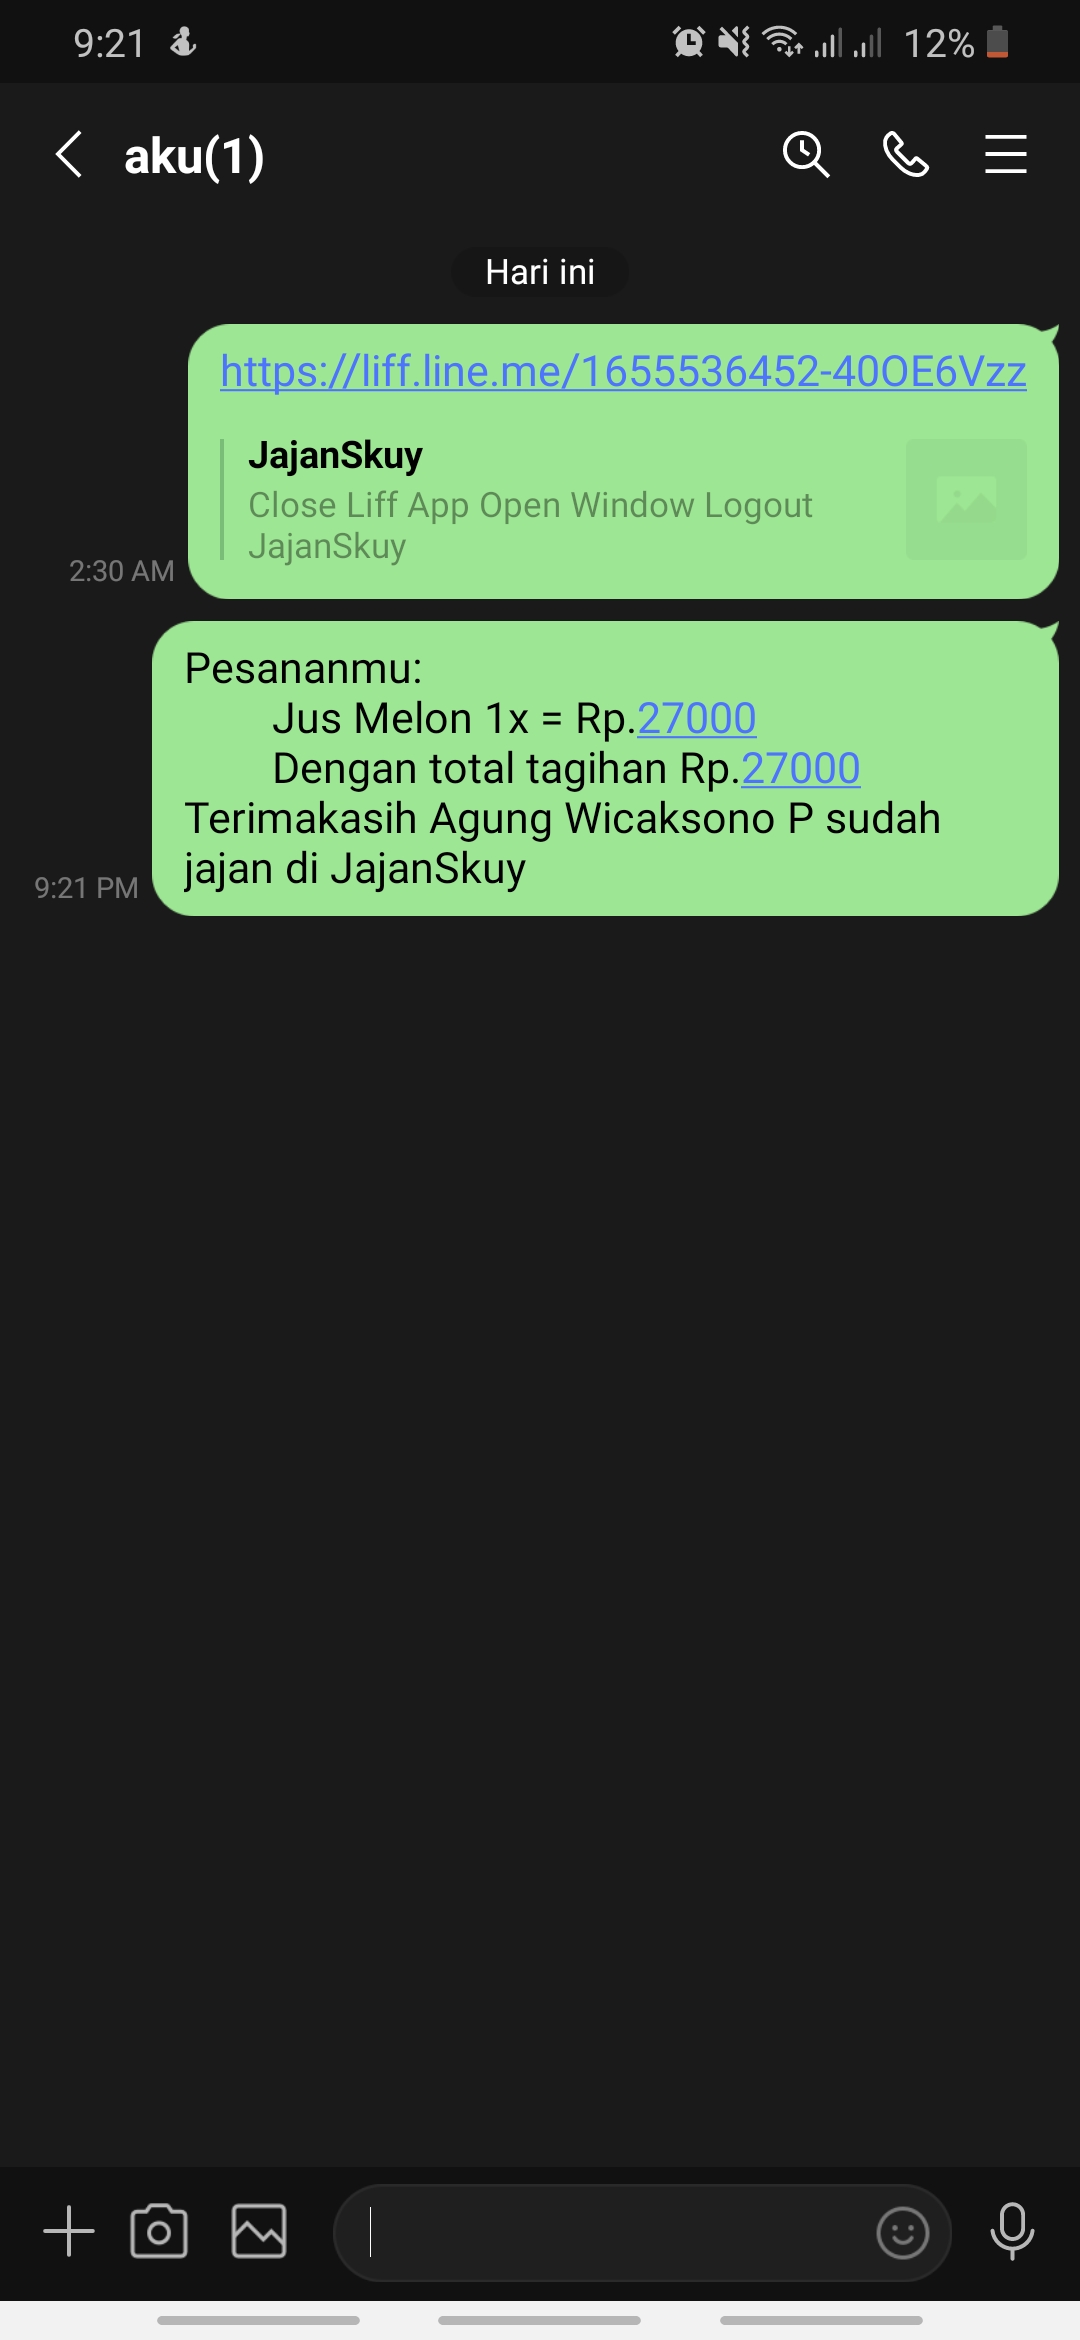 9:21
12%
aku(1)
Hari ini
https://liff.line.me/1655536452-40OE6Vzz
JajanSkuy
Close Liff App Open Window Logout
JajanSkuy
2:30 AM
Pesananmu:
Jus Melon 1x = Rp.27000
Dengan total tagihan Rp.27000
Terimakasih Agung Wicaksono P sudah
jajan di JajanSkuy
9:21 PM